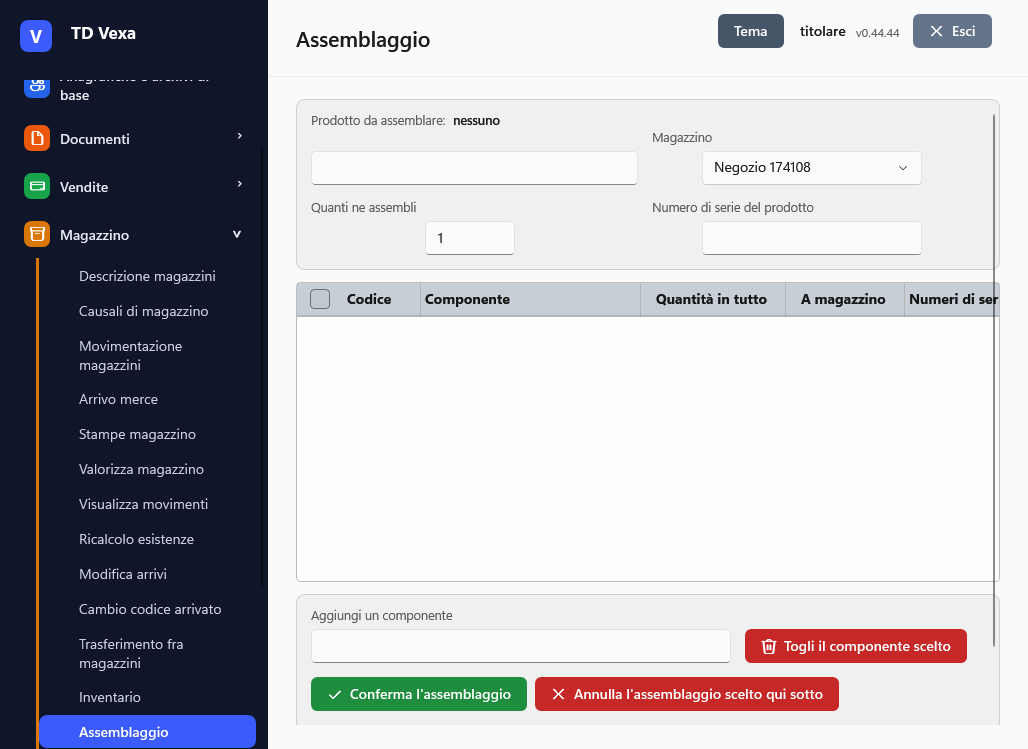 V
TD Vexa
base
Documenti
Vendite
Magazzino
Descrizione magazzini
Causali di magazzino
Movimentazione
magazzini
Arrivo merce
Stampe magazzino
Valorizza magazzino
Visualizza movimenti
Ricalcolo esistenze
Modifica arrivi
Cambio codice arrivato
Trasferimento fra
magazzini
Inventario
Assemblaggio
Assemblaggio
Tema
titolare v0.44.44
Esci
Prodotto da assemblare: nessuno
Magazzino
Negozio 174108
Quanti ne assembli
Numero di serie del prodotto
1
Codice Componente Quantità in tutto A magazzino Numeri di ser
Aggiungi un componente
Togli il componente scelto
Conferma l'assemblaggio
Annulla l'assemblaggio scelto qui sotto